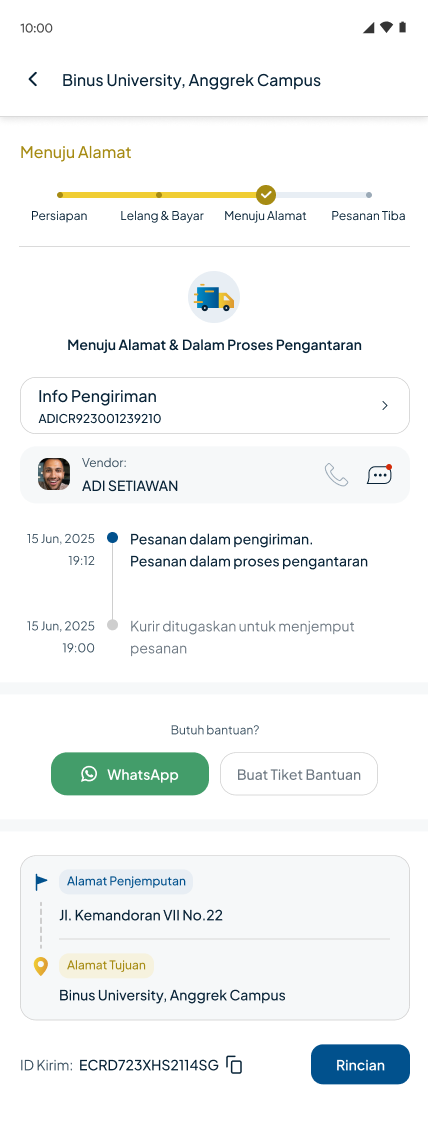 10:00
Binus University, Anggrek Campus
Menuju Alamat
Persiapan
Lelang & Bayar
Menuju Alamat
Pesanan Tiba
Menuju Alamat & Dalam Proses Pengantaran
Info Pengiriman
ADICR923001239210
Vendor:
ADI SETIAWAN
15 Jun, 2025
19:12
Pesanan dalam pengiriman.
Pesanan dalam proses pengantaran
15 Jun, 2025
19:00
Kurir ditugaskan untuk menjemput
pesanan
Butuh bantuan?
WhatsApp
Buat Tiket Bantuan
Alamat Penjemputan
Jl. Kemandoran VII No.22
Alamat Tujuan
Binus University, Anggrek Campus
ID Kirim: ECRD723XHS2114SG
Rincian